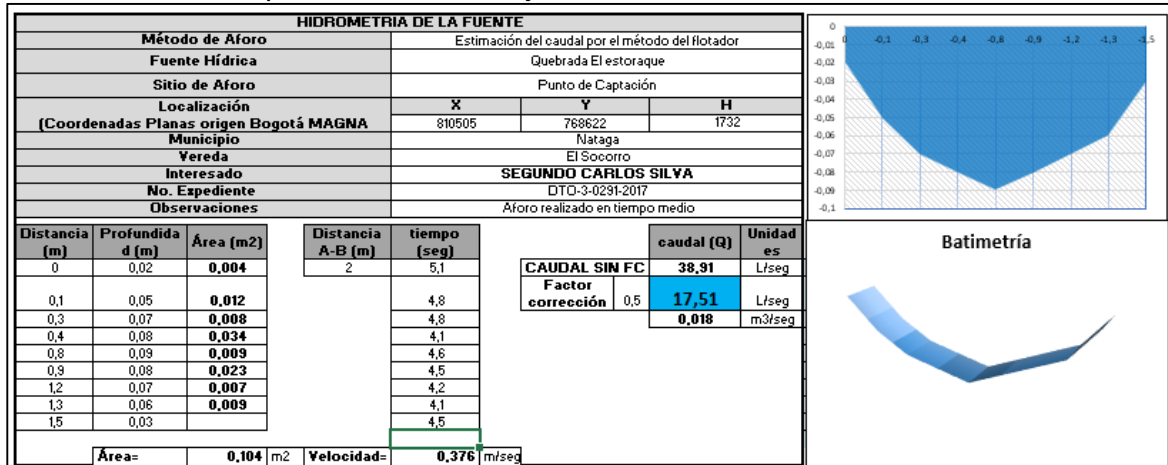 HIDROMETRIA DE LA FUENTE
Método de Aforo Estimación del caudal por el método del flotador
Fuente Hídrica Quebrada El estoraque
Sitio de Aforo Punto de Captación
Localización X Y H
(Coordenadas Planas origen Bogotá MAGNA 810505 768622 1732
Municipio Nataga
Vereda El Socorro
Interesado SEGUNDO CARLOS SILVA
No. Expediente DTO-3-0291-2017
Observaciones Aforo realizado en tiempo medio
Distancia (m) Profundida d (m) Área (m2) Distancia A-B (m) tiempo (seg) caudal (Q) Unidad es
0 0,02 0,004 2 5,1 CAUDAL SIN FC 38,91 L/seg
0,1 0,05 0,012 4,8 Factor corrección 0,5 17,51 L/seg
0,3 0,07 0,008 4,8 0,018 m3/seg
0,4 0,08 0,034 4,1
0,8 0,09 0,009 4,6
0,9 0,08 0,023 4,5
1,2 0,07 0,007 4,2
1,3 0,06 0,009 4,1
1,5 0,03 4,5
Área= 0,104 m2 Velocidad= 0,376 m/seg
0 -0,1 -0,3 -0,4 -0,8 -0,9 -1,2 -1,3 -1,5
0
-0,01
-0,02
-0,03
-0,04
-0,05
-0,06
-0,07
-0,08
-0,09
-0,1
Batimetría